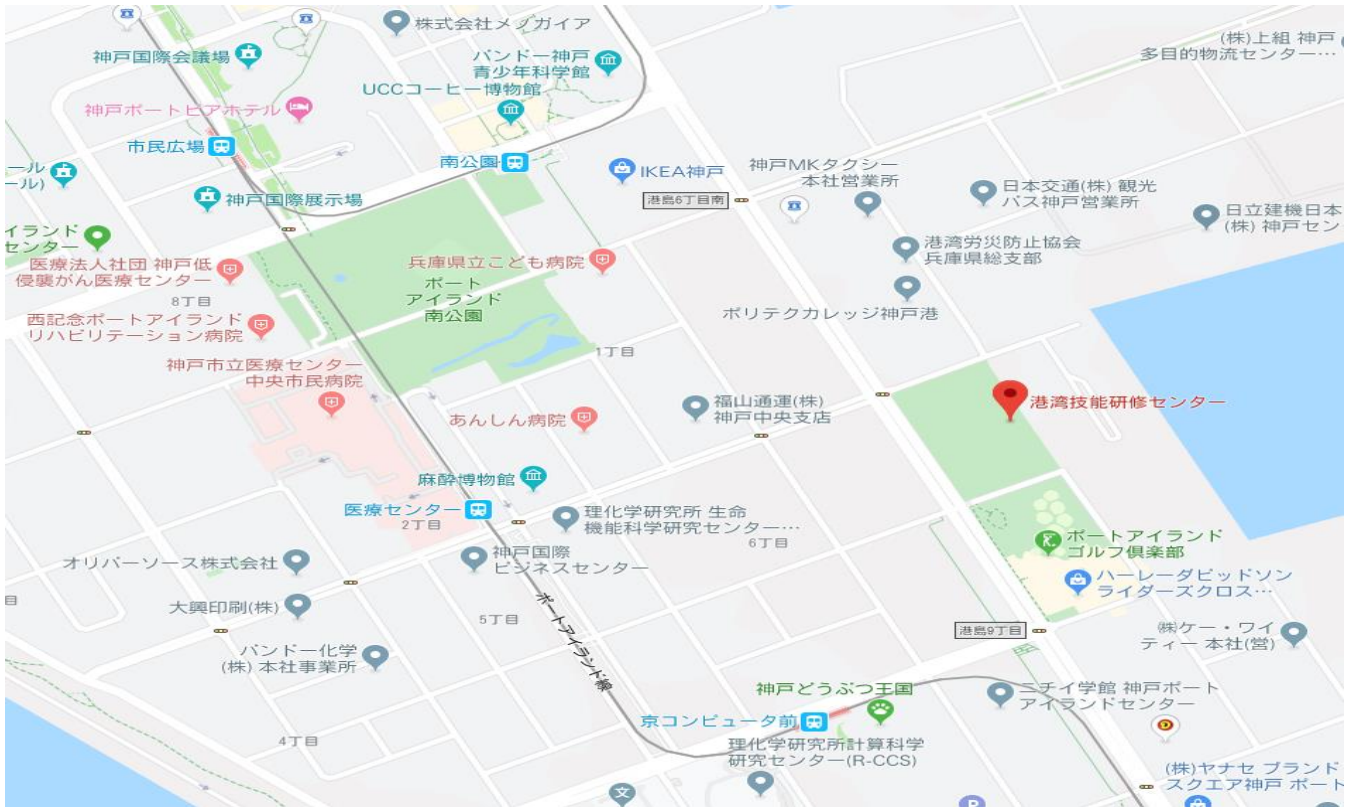 株式会社メノガイア
(株)上組 神戸
多目的物流センター…
神戸国際会議場
バンドー神戸
青少年科学館
UCCコーヒー博物館
神戸ポートピアホテル
市民広場
南公園
IKEA神戸
神戸MKタクシー
本社営業所
ール
ール)
神戸国際展示場
港島6丁目南
日本交通(株) 観光
バス神戸営業所
日立建機日本
(株) 神戸セン
イランド
センター
港湾労災防止協会
兵庫県総支部
医療法人社団 神戸低
侵襲がん医療センター
兵庫県立こども病院
8丁目
ポート
アイランド
南公園
ポリテクカレッジ神戸港
西記念ポートアイランド
リハビリテーション病院
1丁目
神戸市立医療センター
中央市民病院
福山通運(株)
神戸中央支店
港湾技能研修センター
あんしん病院
麻酔博物館
医療センター
2丁目
理化学研究所 生命
機能科学研究センター…
6丁目
ポートアイランド
ゴルフ倶楽部
オリバーソース株式会社
神戸国際
ビジネスセンター
ハーレーダビッドソン
ライダーズクロス…
目
大興印刷(株)
5丁目
ポートアイランド線
港島9丁目
㈱ケー・ワイ
ティー 本社(営)
バンドー化学
(株) 本社事業所
神戸どうぶつ王国
ニチイ学館 神戸ポート
アイランドセンター
京コンピュータ前
4丁目
理化学研究所計算科学
研究センター(R-CCS)
(株)ヤナセ ブランド
スクエア神戸 ポート
文
P